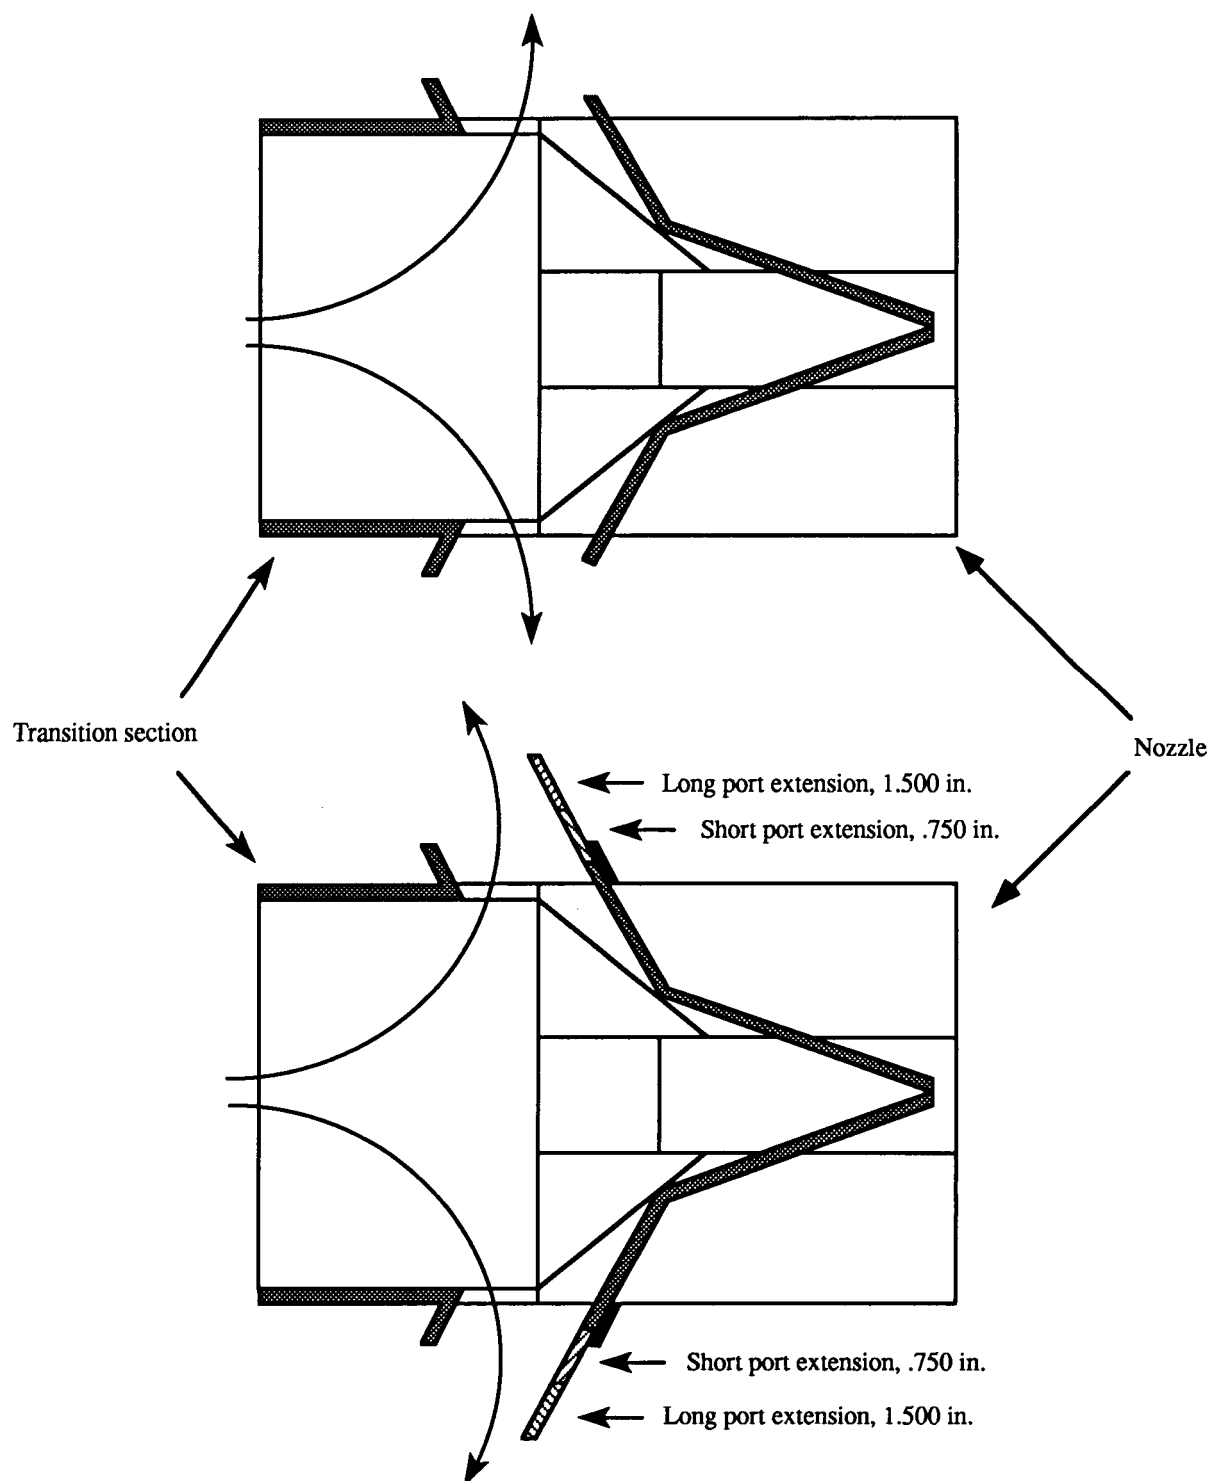 Transition section
Nozzle
Long port extension, 1.500 in.
Short port extension, .750 in.
Short port extension, .750 in.
Long port extension, 1.500 in.